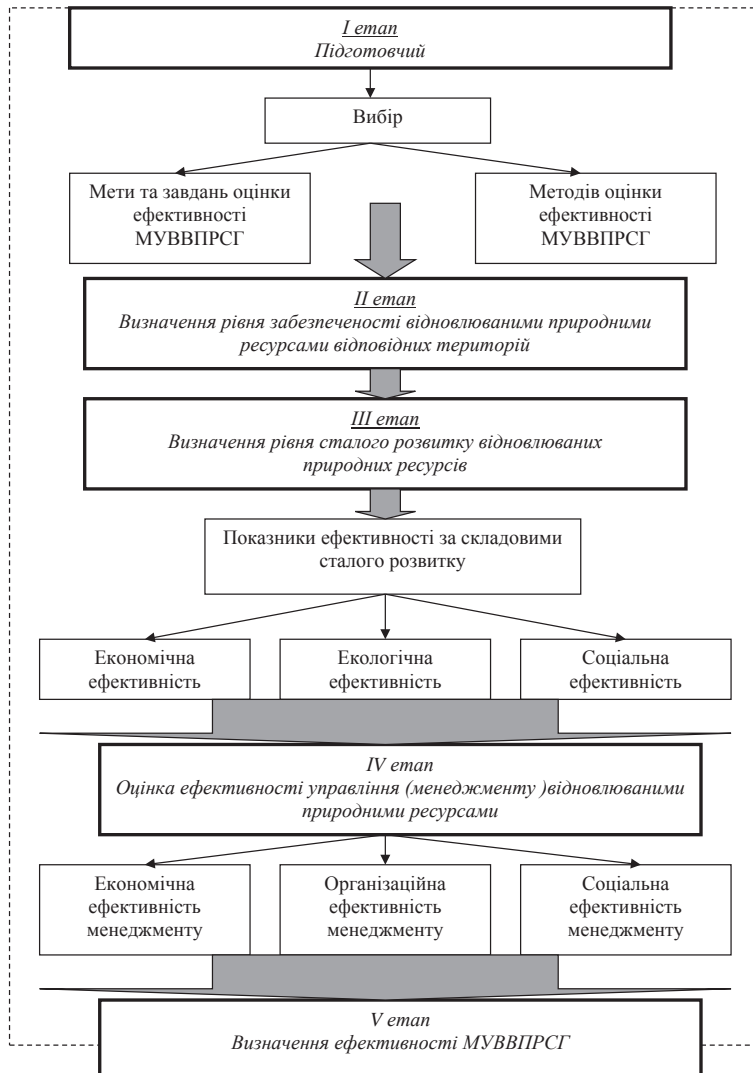 I етап
Підготовчий
Вибір
Мети та завдань оцінки
ефективності
МУВВПРСГ
Методів оцінки
ефективності
МУВВПРСГ
II етап
Визначення рівня забезпеченості відновлюваними природними
ресурсами відповідних територій
III етап
Визначення рівня сталого розвитку відновлюваних
природних ресурсів
Показники ефективності за складовими
сталого розвитку
Економічна
ефективність
Екологічна
ефективність
Соціальна
ефективність
IV етап
Оцінка ефективності управління (менеджменту )відновлюваними
природними ресурсами
Економічна
ефективність
менеджменту
Організаційна
ефективність
менеджменту
Соціальна
ефективність
менеджменту
V етап
Визначення ефективності МУВВПРСГ